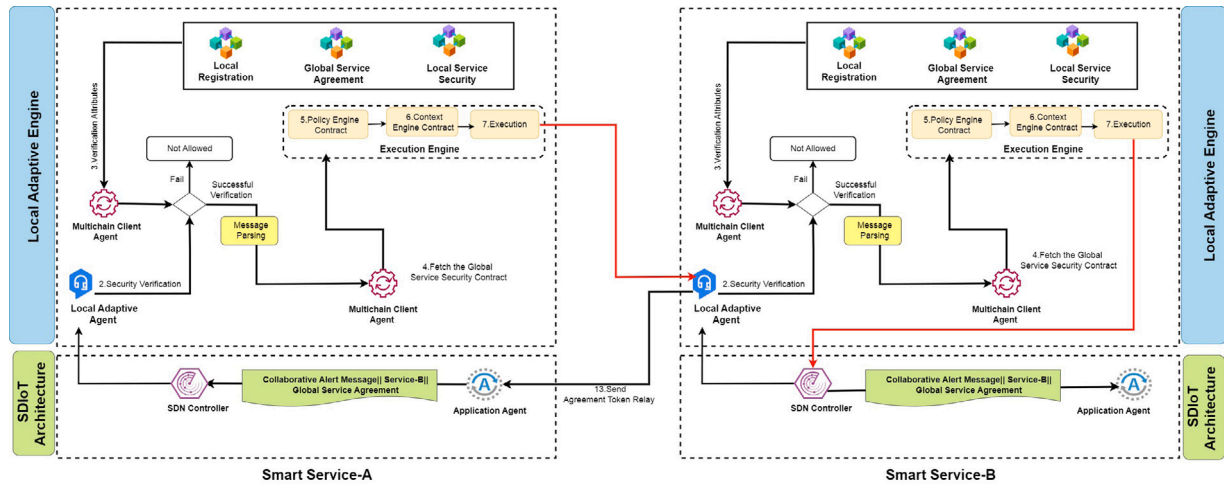 Local Adaptive Engine
Local
Registration
Global Service
Agreement
Local Service
Security
3.Verification Attributes
5.Policy Engine
Contract
6.Context
Engine Contract
7.Execution
Execution Engine
Not Allowed
Fail
Successful
Verification
Multichain Client
Agent
Message
Parsing
4.Fetch the Global
Service Security Contract
2.Security Verification
Local Adaptive
Agent
Multichain Client
Agent
SDIoT
Architecture
SDN Controller
Collaborative Alert Message|| Service-B||
Global Service Agreement
Application Agent
13.Send
Agreement Token Relay
Smart Service-A
Local
Registration
Global Service
Agreement
Local Service
Security
3.Verification Attributes
5.Policy Engine
Contract
6.Context
Engine Contract
7.Execution
Execution Engine
Not Allowed
Fail
Successful
Verification
Multichain Client
Agent
Message
Parsing
4.Fetch the Global
Service Security Contract
2.Security Verification
Local Adaptive
Agent
Multichain Client
Agent
SDN Controller
Collaborative Alert Message|| Service-B||
Global Service Agreement
Application Agent
Smart Service-B
Local Adaptive Engine
SDIoT
Architecture